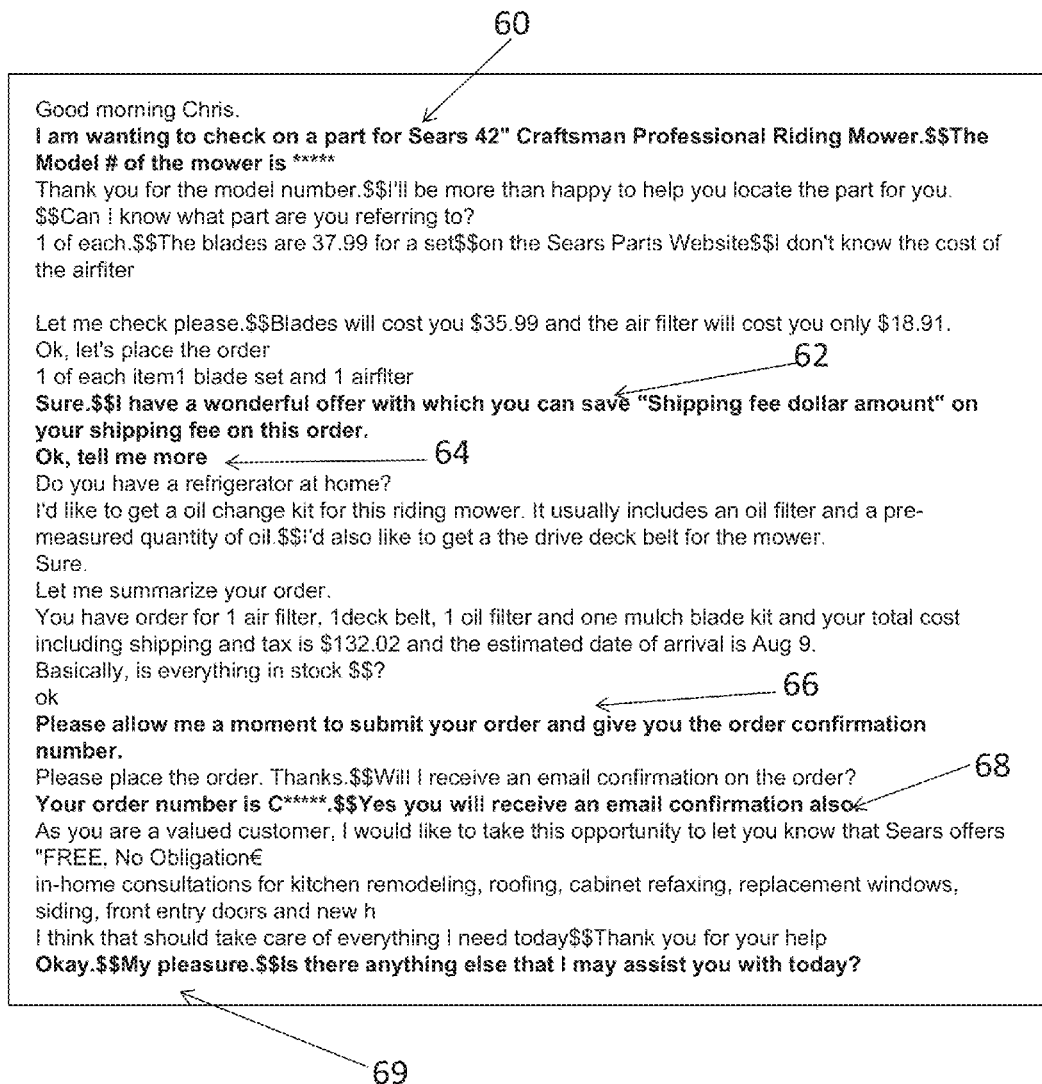 60
Good morning Chris.
I am wanting to check on a part for Sears 42" Craftsman Professional Riding Mower.$$The
Model # of the mower is *****
Thank you for the model number.$$I'll be more than happy to help you locate the part for you.
$$Can I know what part are you referring to?
1 of each.$$The blades are 37.99 for a set$$on the Sears Parts Website$$I don't know the cost of
the airfiter
Let me check please.$$Blades will cost you $35.99 and the air filter will cost you only $18.91.
Ok, let's place the order
62
1 of each item1 blade set and 1 airflter
Sure.$$I have a wonderful offer with which you can save "Shipping fee dollar amount" on
your shipping fee on this order.
Ok, tell me more
64
Do you have a refrigerator at home?
I'd like to get a oil change kit for this riding mower. It usually includes an oil filter and a pre-
measured quantity of oil.$$I'd also like to get a the drive deck belt for the mower.
Sure.
Let me summarize your order.
You have order for 1 air filter, 1deck belt, 1 oil filter and one mulch blade kit and your total cost
including shipping and tax is $132.02 and the estimated date of arrival is Aug 9.
Basically, is everything in stock $$?
ok
66
Please allow me a moment to submit your order and give you the order confirmation
number.
Please place the order. Thanks.$$Will I receive an email confirmation on the order?
68
Your order number is C*****.$$Yes you will receive an email confirmation also.
As you are a valued customer, I would like to take this opportunity to let you know that Sears offers
"FREE, No Obligation€
in-home consultations for kitchen remodeling, roofing, cabinet refaxing, replacement windows,
siding, front entry doors and new h
I think that should take care of everything I need today$$Thank you for your help
Okay.$$My pleasure.$$Is there anything else that I may assist you with today?
69